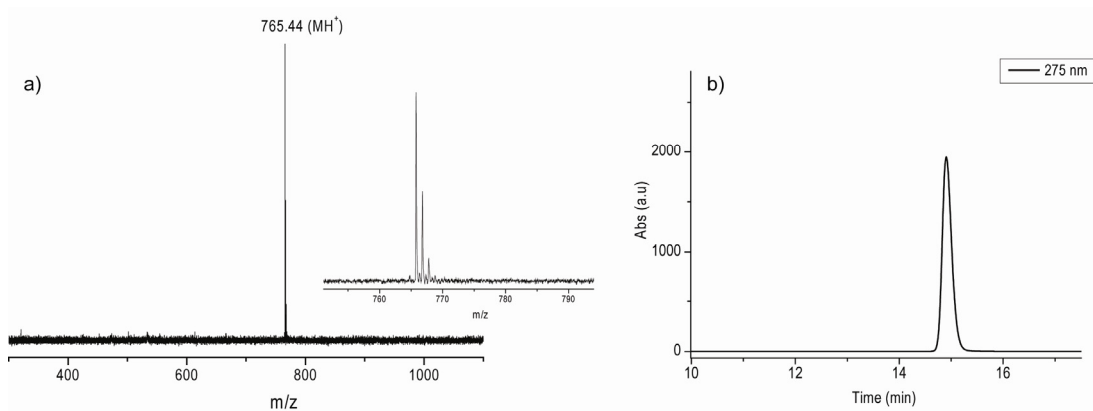 765.44 (MH+)
a)
760 770 780 790
m/z
400 600 800 1000
m/z
b)
275 nm
2000
1000
0
Abs (a.u)
10 12 14 16
Time (min)